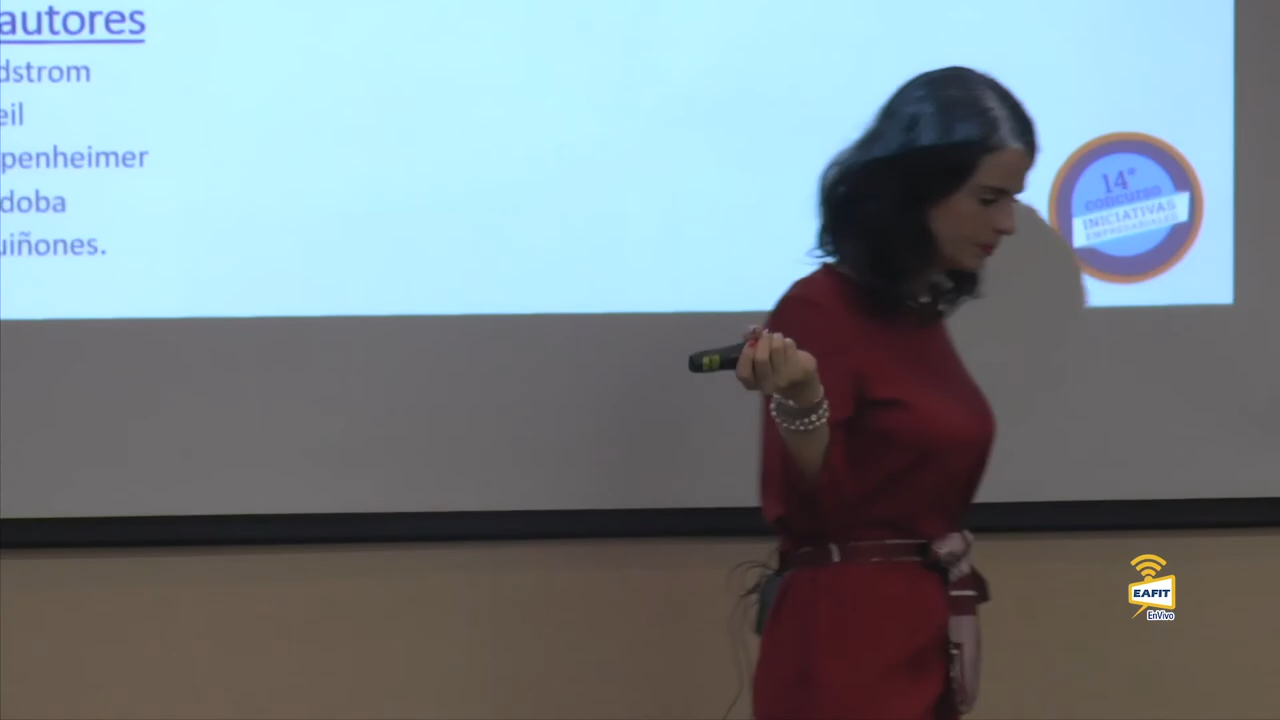 autores
dstrom
eil
penheimer
doba
uiñones.
14°
concurso
INICIATIVAS
EMPRESARIALES
EAFIT
EnVivo